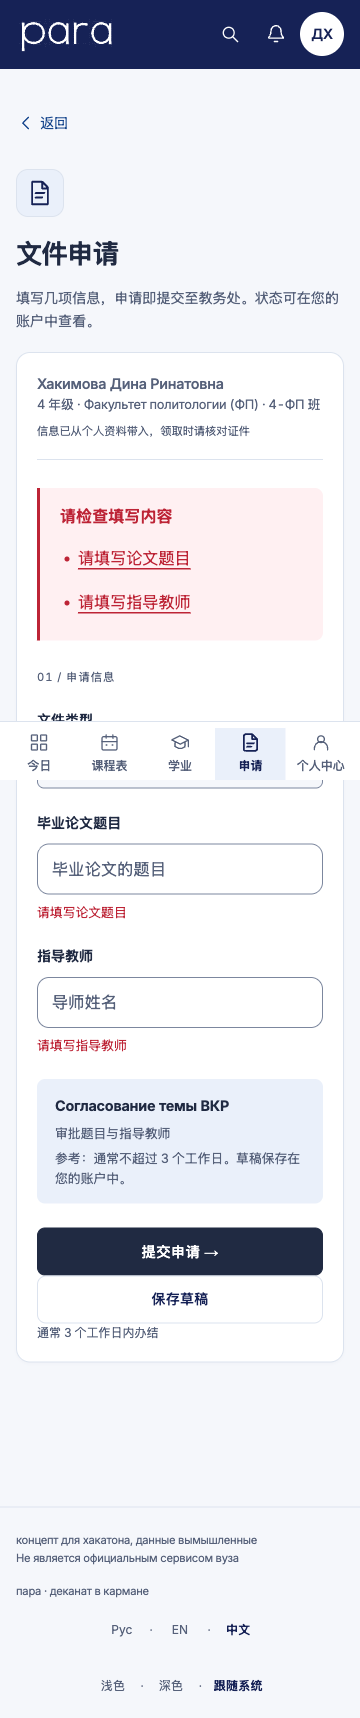 para
ДХ
返回
文件申请
填写几项信息，申请即提交至教务处。状态可在您的
账户中查看。
Хакимова Дина Ринатовна
4 年级 · Факультет политологии (ФП) · 4-ФП 班
信息已从个人资料带入，领取时请核对证件
请检查填写内容
• 请填写论文题目
• 请填写指导教师
01 / 申请信息
文件类型
今日
课程表
学业
申请
个人中心
毕业论文题目
毕业论文的题目
请填写论文题目
指导教师
导师姓名
请填写指导教师
Согласование темы ВКР
审批题目与指导教师
参考：通常不超过 3 个工作日。草稿保存在
您的账户中。
提交申请 →
保存草稿
通常 3 个工作日内办结
концепт для хакатона, данные вымышленные
Не является официальным сервисом вуза
пара · деканат в кармане
Рус · EN · 中文
浅色 · 深色 · 跟随系统